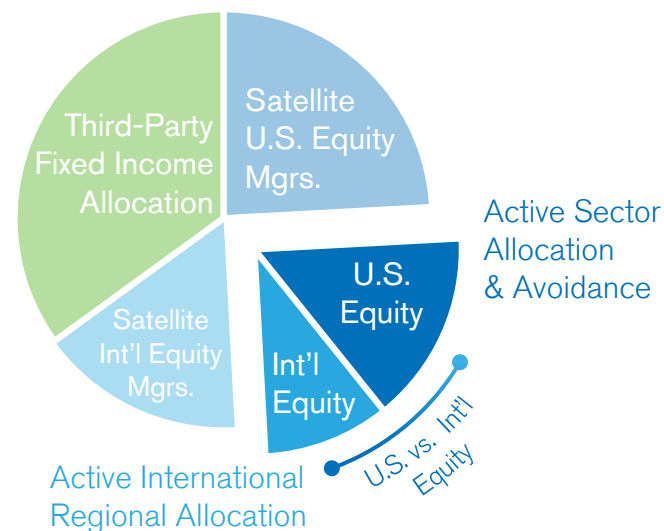 Third-Party
Fixed Income
Allocation
Satellite
U.S. Equity
Mgrs.
Active Sector
Allocation
& Avoidance
U.S.
Equity
Satellite
Int'l Equity
Mgrs.
Int'l
Equity
U.S. vs. Int'l
Equity
Active International
Regional Allocation